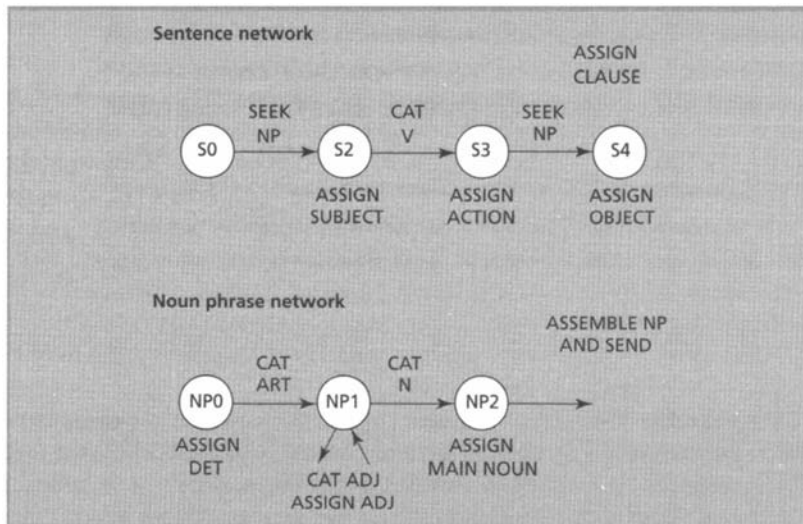 Sentence network
ASSIGN
CLAUSE
SEEK
NP
CAT
V
SEEK
NP
S0
S2
S3
S4
ASSIGN
SUBJECT
ASSIGN
ACTION
ASSIGN
OBJECT
Noun phrase network
ASSEMBLE NP
AND SEND
CAT
ART
CAT
N
NP0
NP1
NP2
ASSIGN
DET
CAT ADJ
ASSIGN ADJ
ASSIGN
MAIN NOUN